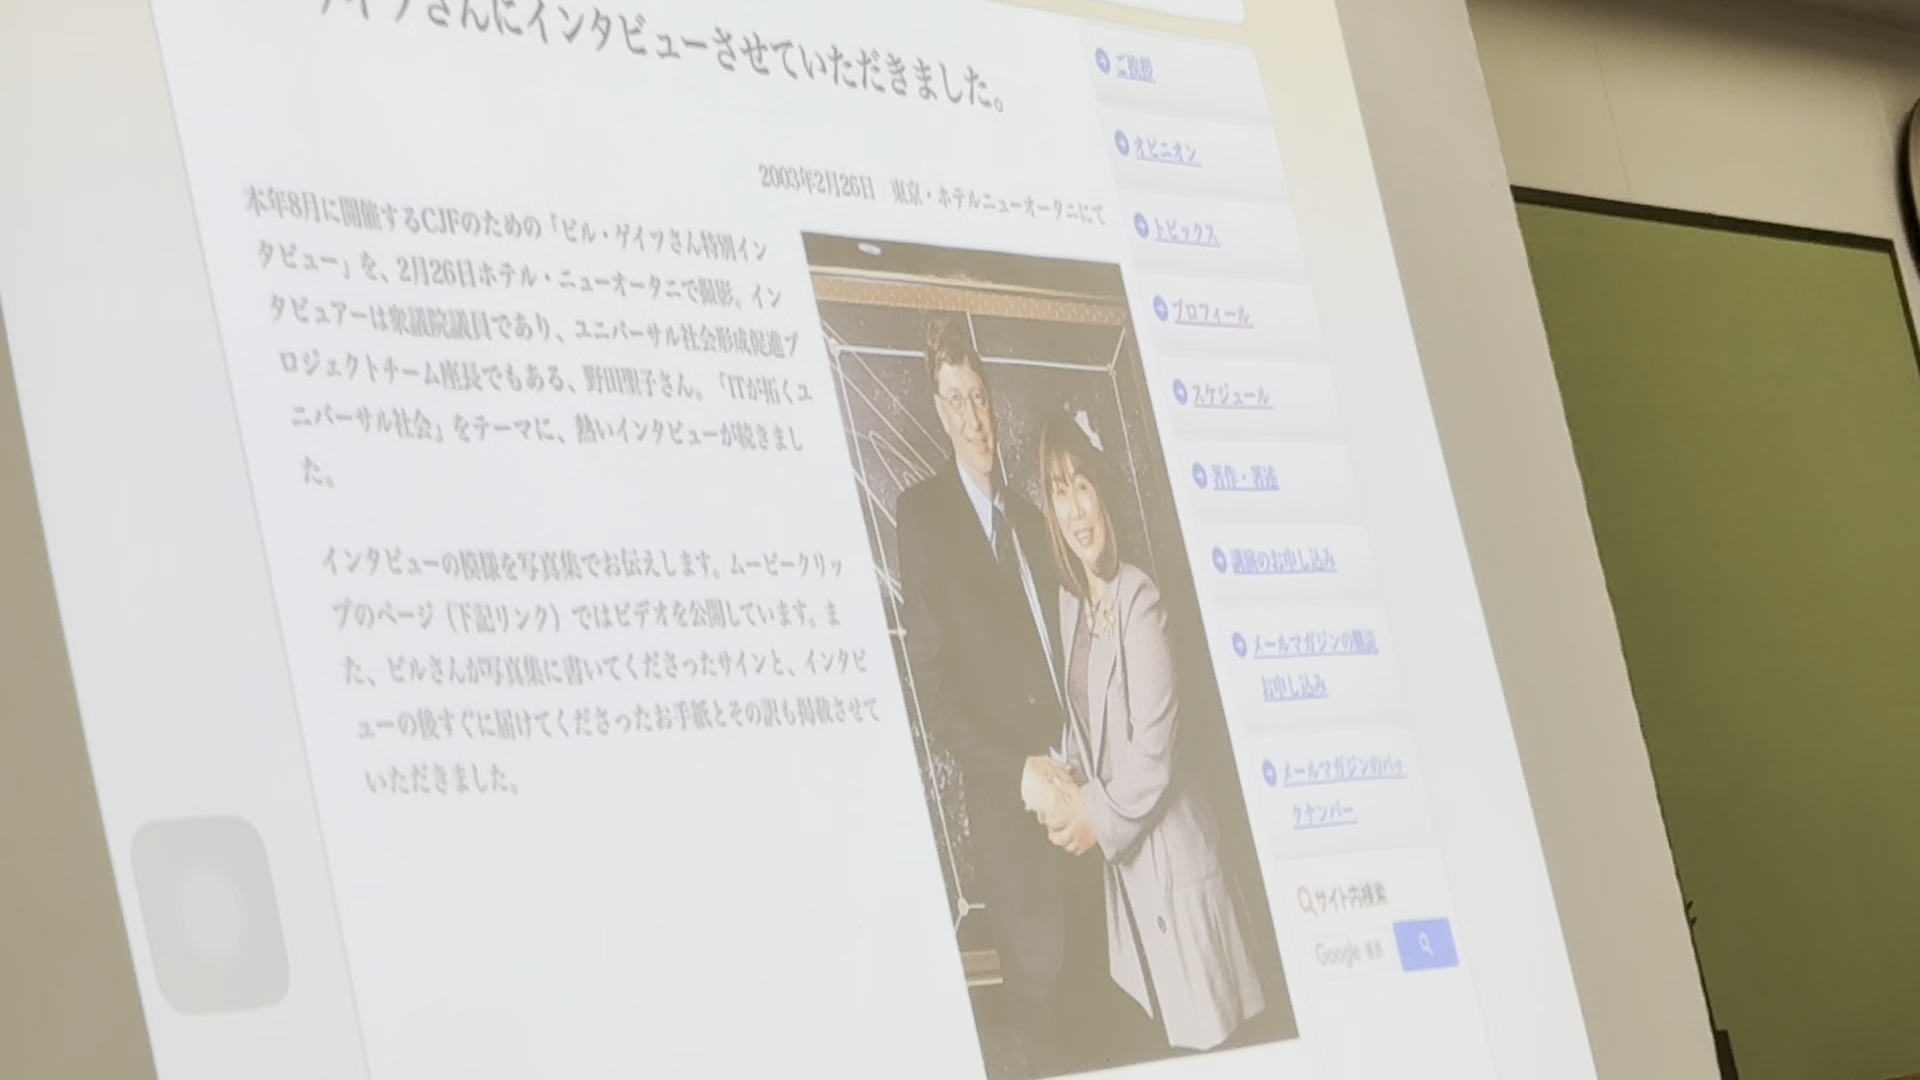 ゲイツさんにインタビューさせていただきました。
2003年2月26日　東京・ホテルニューオータニにて
本年8月に開催するCJFのための「ビル・ゲイツさん特別イン
タビュー」を、2月26日ホテル・ニューオータニで撮影。イン
タビュアーは衆議院議員であり、ユニバーサル社会形成促進プ
ロジェクトチーム座長でもある、野田聖子さん。「ITが拓くユ
ニバーサル社会」をテーマに、熱いインタビューが続きまし
た。
インタビューの模様を写真集でお伝えします。ムービークリッ
プのページ（下記リンク）ではビデオを公開しています。ま
た、ビルさんが写真集に書いてくださったサインと、インタビ
ューの後すぐに届けてくださったお手紙とその訳も掲載させて
いただきました。
ご挨拶
オピニオン
トピックス
プロフィール
スケジュール
著作・著述
講演のお申し込み
メールマガジンの購読
お申し込み
メールマガジンのバッ
クナンバー
サイト内検索
Google